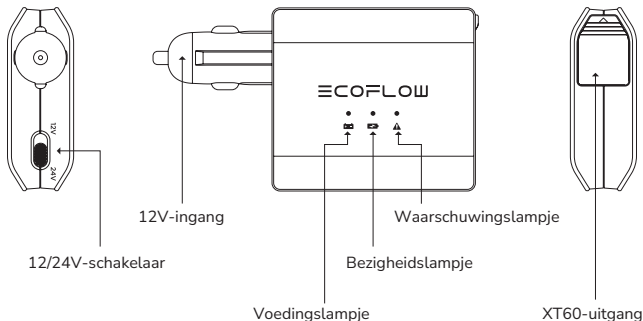 12V
24V
ECOFLOW
12V-ingang
Waarschuwingslampje
12/24V-schakelaar
Bezigheidslampje
Voedingslampje
XT60-uitgang